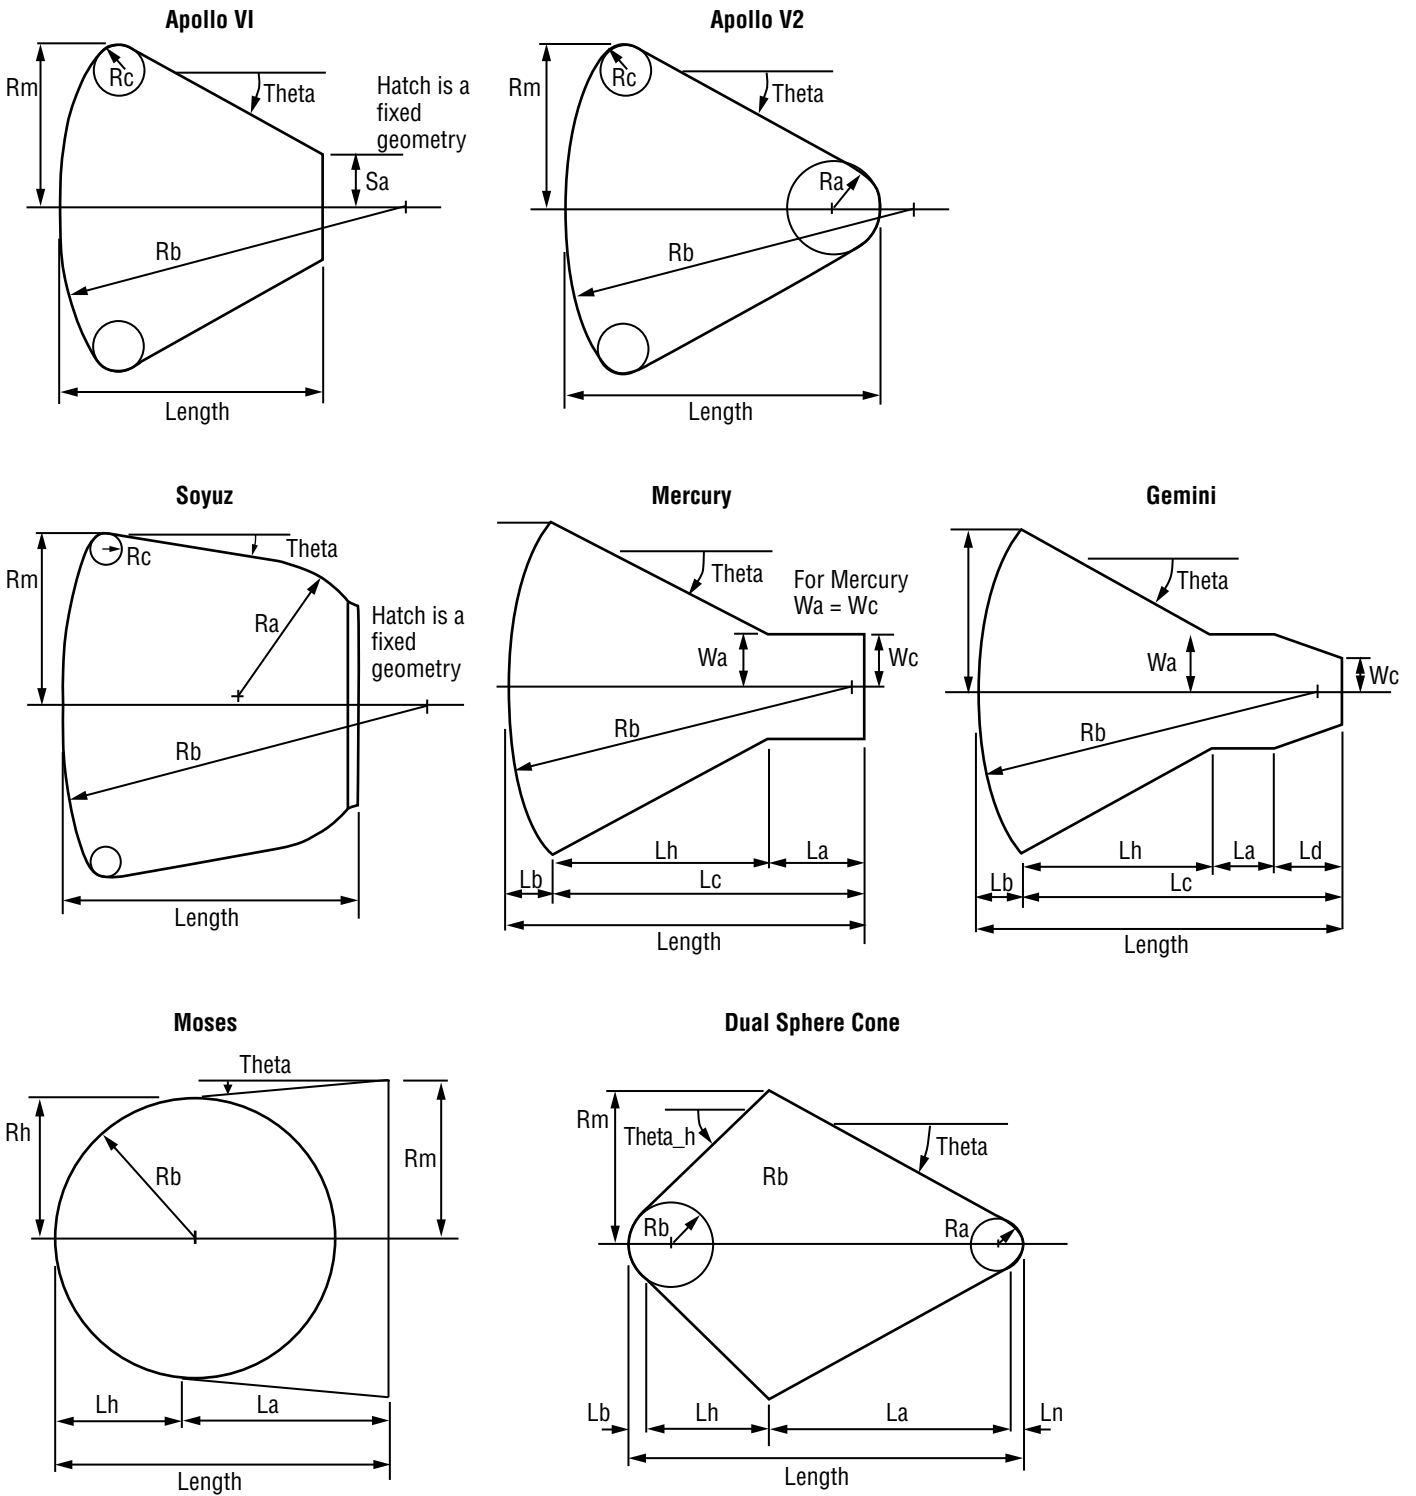 Apollo VI
Rm
Rc
Theta
Hatch is a
fixed
geometry
Sa
Rb
Length
Apollo V2
Rm
Rc
Theta
Ra
Rb
Length
Soyuz
Rm
Rc
Theta
Ra
Hatch is a
fixed
geometry
Rb
Length
Mercury
Theta
For Mercury
Wa = Wc
Wa
Wc
Rb
Lh
La
Lb
Lc
Length
Gemini
Theta
Wa
Wc
Rb
Lh
La
Ld
Lb
Lc
Length
Moses
Theta
Rh
Rb
Rm
Lh
La
Length
Dual Sphere Cone
Rm
Theta_h
Theta
Rb
Rb
Ra
Lb
Lh
La
Ln
Length